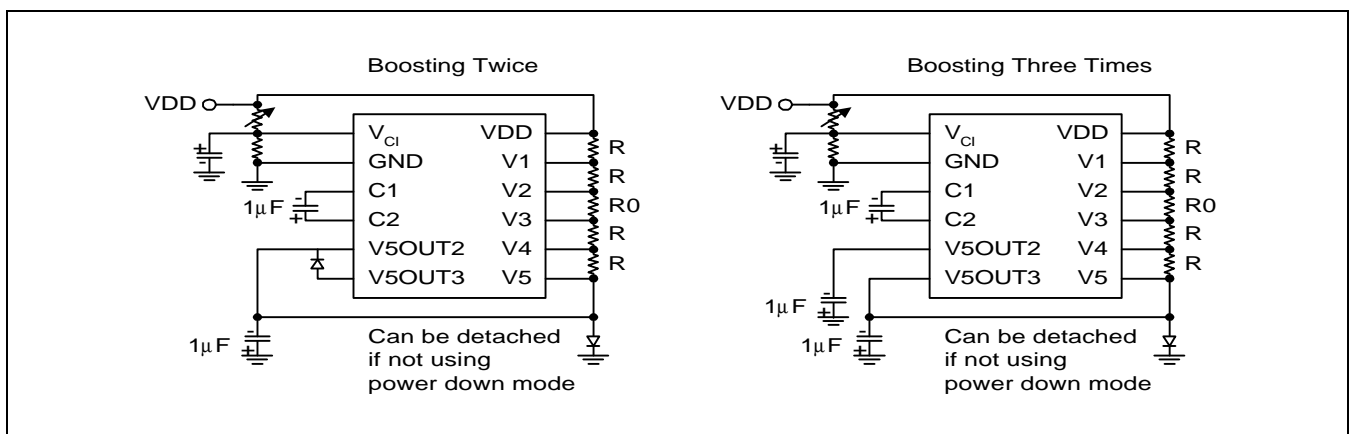 Boosting Twice
VDD
VCI
GND
C1
C2
V5OUT2
V5OUT3
VDD
V1
V2
V3
V4
V5
R
R
R0
R
R
+
-
1μF
-
+
1μF
-
+
Can be detached
if not using
power down mode
Boosting Three Times
VDD
VCI
GND
C1
C2
V5OUT2
V5OUT3
VDD
V1
V2
V3
V4
V5
R
R
R0
R
R
+
-
1μF
-
+
1μF
-
+
1μF
-
+
Can be detached
if not using
power down mode